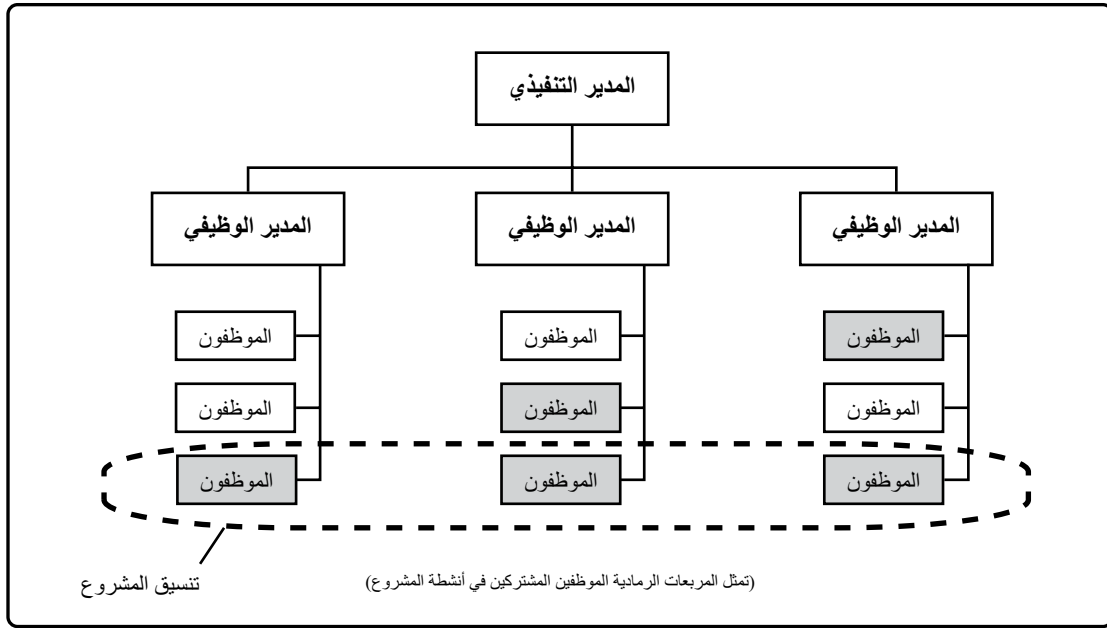 المدير التنفيذي
المدير الوظيفي
المدير الوظيفي
المدير الوظيفي
الموظفون
الموظفون
الموظفون
الموظفون
الموظفون
الموظفون
الموظفون
الموظفون
الموظفون
(تمثل المربعات الرمادية الموظفين المشتركين في أنشطة المشروع)
تنسيق المشروع